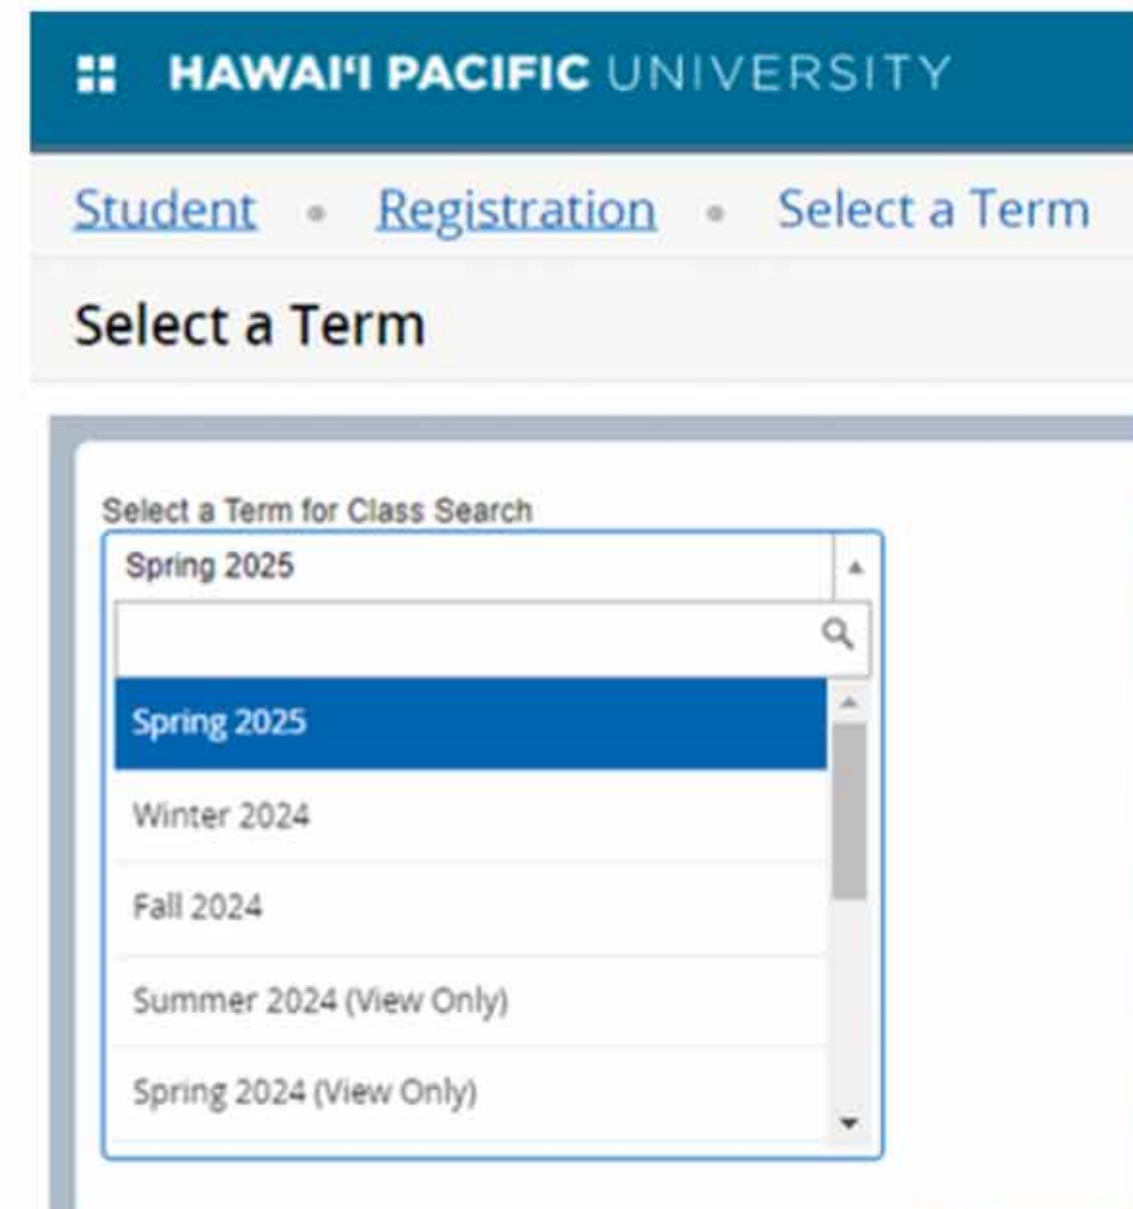 HAWAIʻI PACIFIC UNIVERSITY
Student • Registration • Select a Term
Select a Term
Select a Term for Class Search
Spring 2025
Spring 2025
Winter 2024
Fall 2024
Summer 2024 (View Only)
Spring 2024 (View Only)